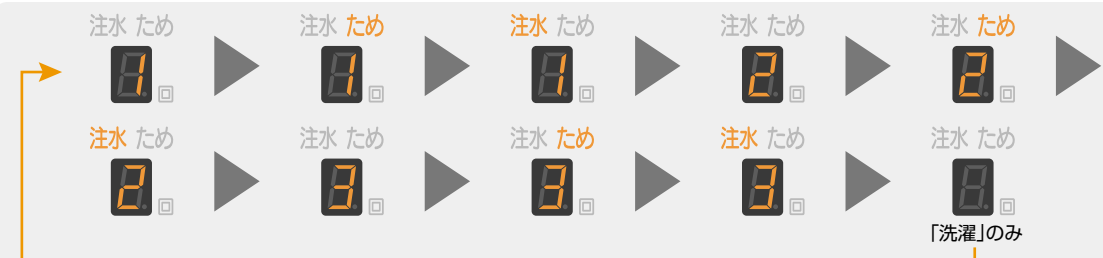 注水 ため 注水 ため 注水 ため 注水 ため 注水 ため
1回 1回 1回 2回 2回
注水 ため 注水 ため 注水 ため 注水 ため 注水 ため
2回 3回 3回 3回 回
「洗濯」のみ